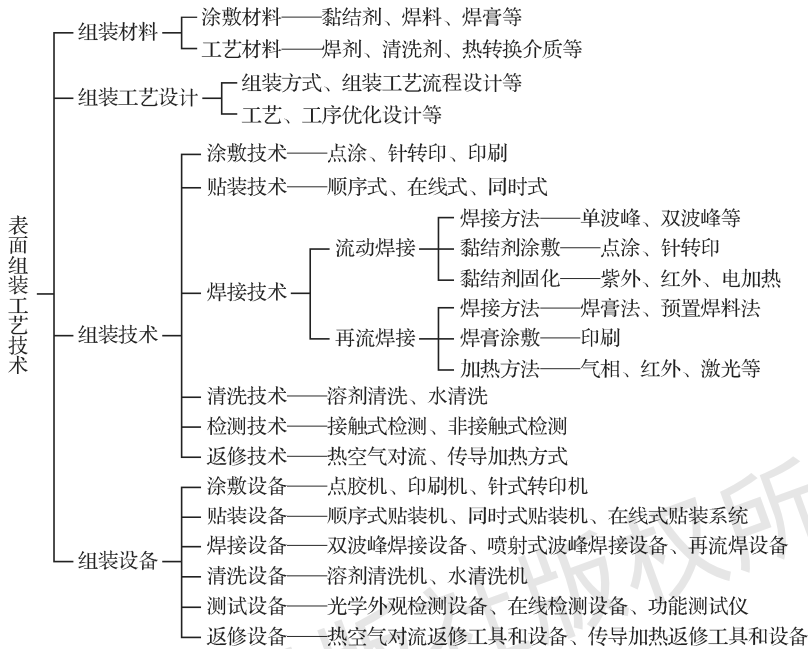 表面组装工艺技术
组装材料
涂敷材料——黏结剂、焊料、焊膏等
工艺材料——焊剂、清洗剂、热转换介质等
组装工艺设计
组装方式、组装工艺流程设计等
工艺、工序优化设计等
组装技术
涂敷技术——点涂、针转印、印刷
贴装技术——顺序式、在线式、同时式
焊接技术
流动焊接
焊接方法——单波峰、双波峰等
黏结剂涂敷——点涂、针转印
黏结剂固化——紫外、红外、电加热
再流焊接
焊接方法——焊膏法、预置焊料法
焊膏涂敷——印刷
加热方法——气相、红外、激光等
清洗技术——溶剂清洗、水清洗
检测技术——接触式检测、非接触式检测
返修技术——热空气对流、传导加热方式
组装设备
涂敷设备——点胶机、印刷机、针式转印机
贴装设备——顺序式贴装机、同时式贴装机、在线式贴装系统
焊接设备——双波峰焊接设备、喷射式波峰焊接设备、再流焊设备
清洗设备——溶剂清洗机、水清洗机
测试设备——光学外观检测设备、在线检测设备、功能测试仪
返修设备——热空气对流返修工具和设备、传导加热返修工具和设备
版社版权所